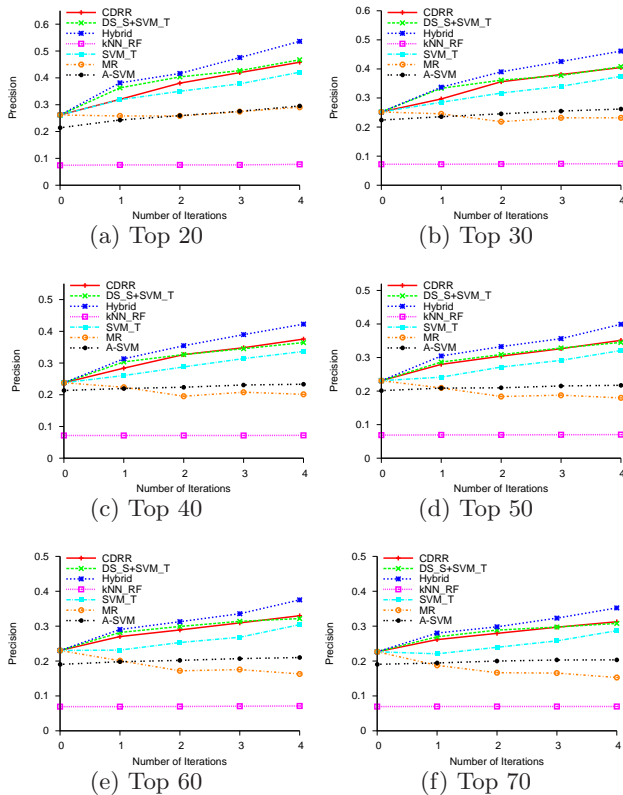 CDRR
DS_S+SVM_T
Hybrid
kNN_RF
SVM_T
MR
A-SVM
0.6
0.5
0.4
0.3
0.2
0.1
0
Precision
0 1 2 3 4
Number of Iterations
(a) Top 20
CDRR
DS_S+SVM_T
Hybrid
kNN_RF
SVM_T
MR
A-SVM
0.6
0.5
0.4
0.3
0.2
0.1
0
Precision
0 1 2 3 4
Number of Iterations
(b) Top 30
CDRR
DS_S+SVM_T
Hybrid
kNN_RF
SVM_T
MR
A-SVM
0.5
0.4
0.3
0.2
0.1
0
Precision
0 1 2 3 4
Number of Iterations
(c) Top 40
CDRR
DS_S+SVM_T
Hybrid
kNN_RF
SVM_T
MR
A-SVM
0.5
0.4
0.3
0.2
0.1
0
Precision
0 1 2 3 4
Number of Iterations
(d) Top 50
CDRR
DS_S+SVM_T
Hybrid
kNN_RF
SVM_T
MR
A-SVM
0.5
0.4
0.3
0.2
0.1
0
Precision
0 1 2 3 4
Number of Iterations
(e) Top 60
CDRR
DS_S+SVM_T
Hybrid
kNN_RF
SVM_T
MR
A-SVM
0.5
0.4
0.3
0.2
0.1
0
Precision
0 1 2 3 4
Number of Iterations
(f) Top 70